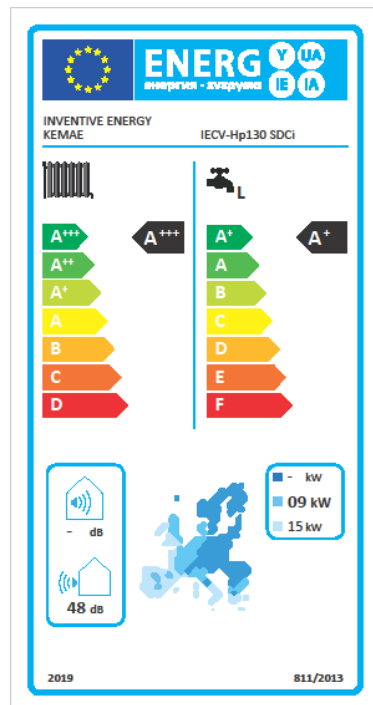 ENERG Y UA
енергия · ενεργεια IE IA
INVENTIVE ENERGY
KEMAE IECV-Hp130 SDCi
L
A+++ A+++ A+ A+
A++ A
A+ B
A C
B D
C E
D F
- dB
48 dB
- kW
09 kW
15 kW
2019 811/2013